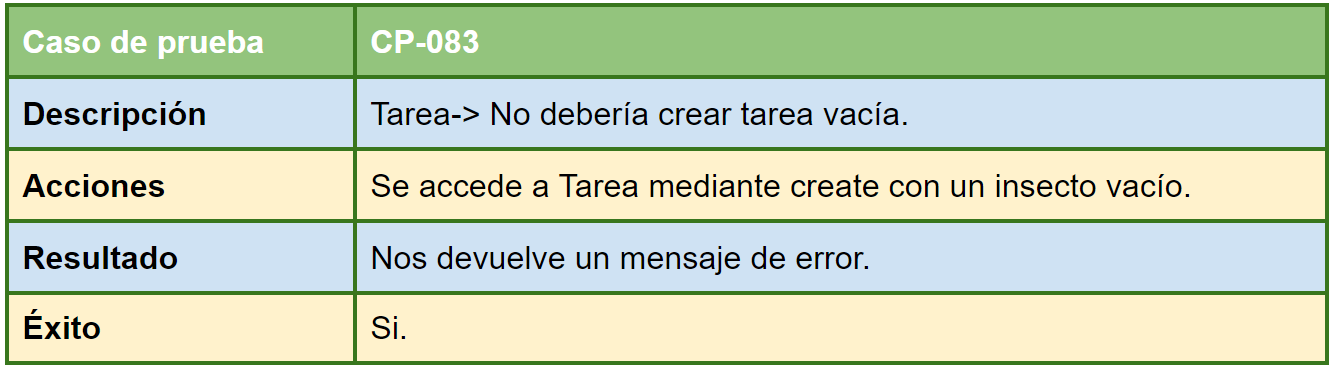 Caso de prueba CP-083
Descripción Tarea-> No debería crear tarea vacía.
Acciones Se accede a Tarea mediante create con un insecto vacío.
Resultado Nos devuelve un mensaje de error.
Éxito Si.